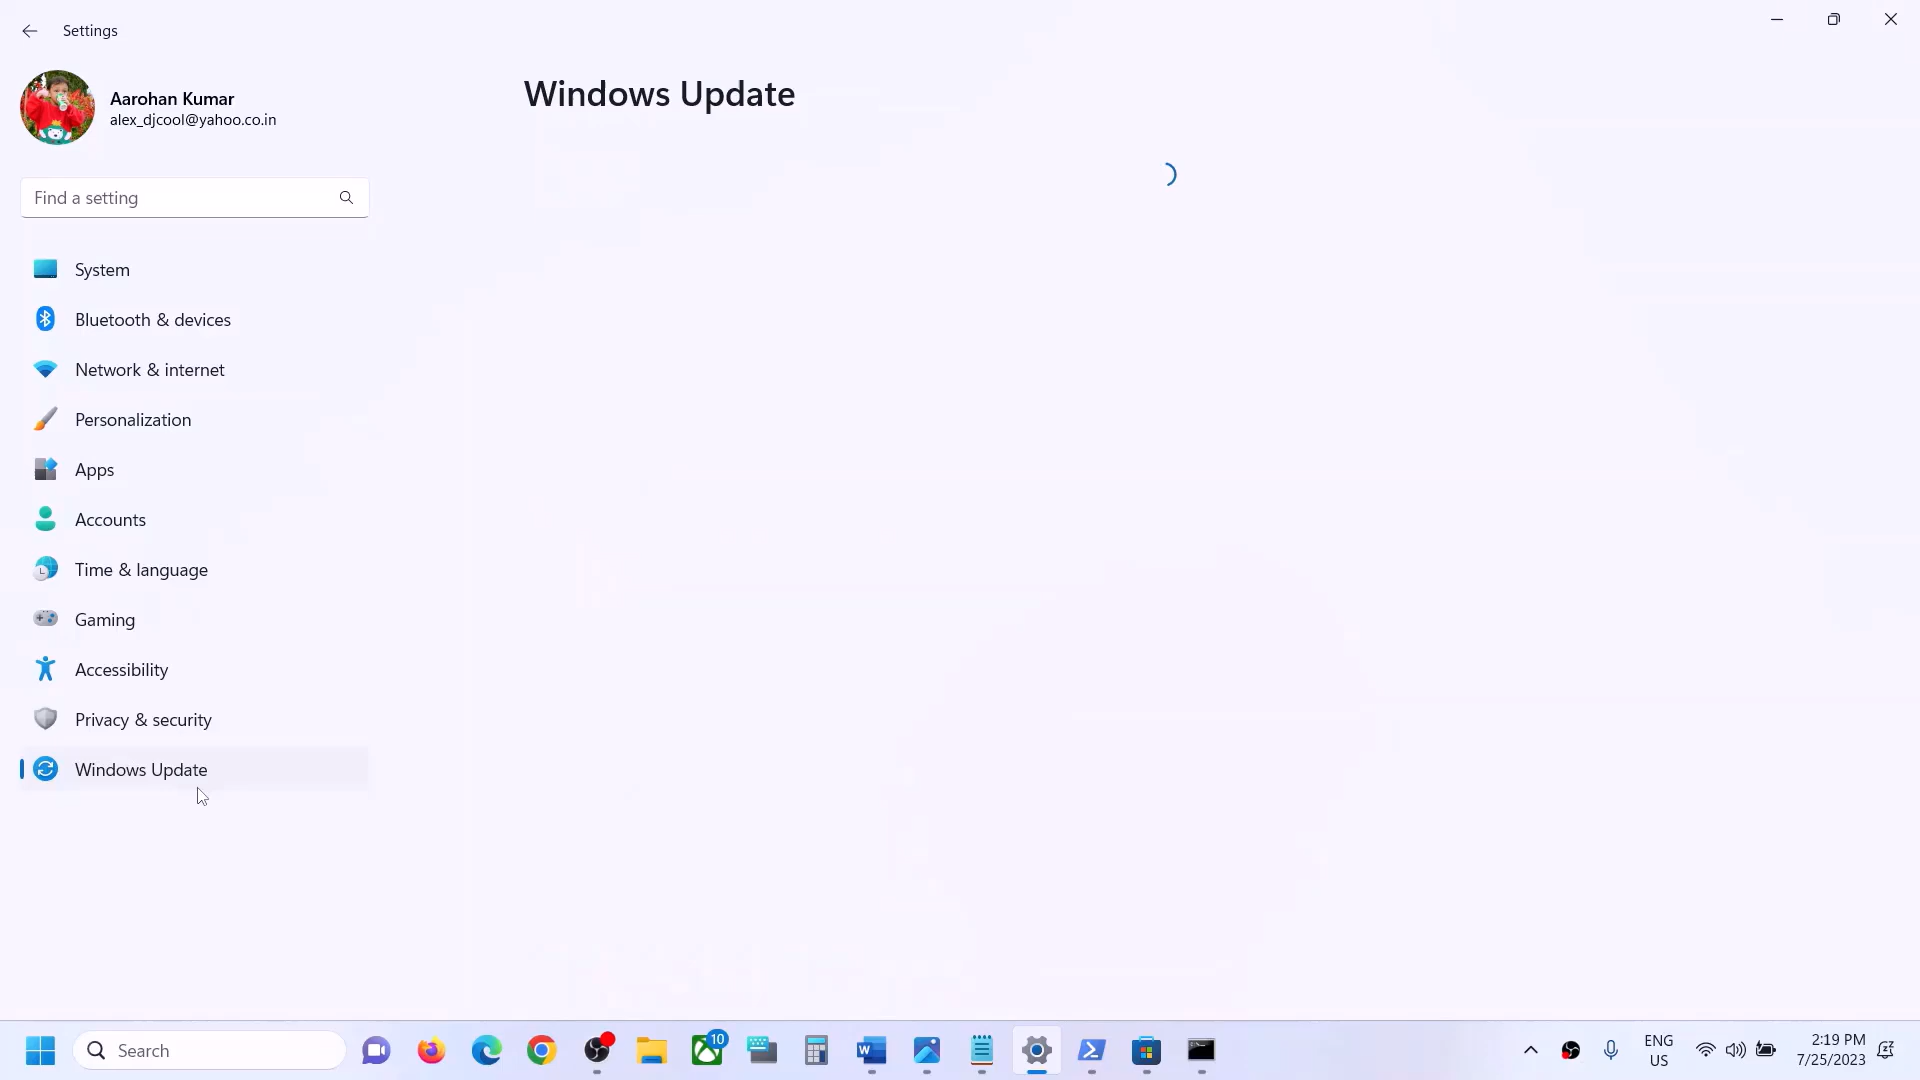 Settings
Aarohan Kumar
alex_djcool@yahoo.co.in
Find a setting
System
Bluetooth & devices
Network & internet
Personalization
Apps
Accounts
Time & language
Gaming
Accessibility
Privacy & security
Windows Update
Windows Update
Search
10
ENG
US
2:19 PM
7/25/2023